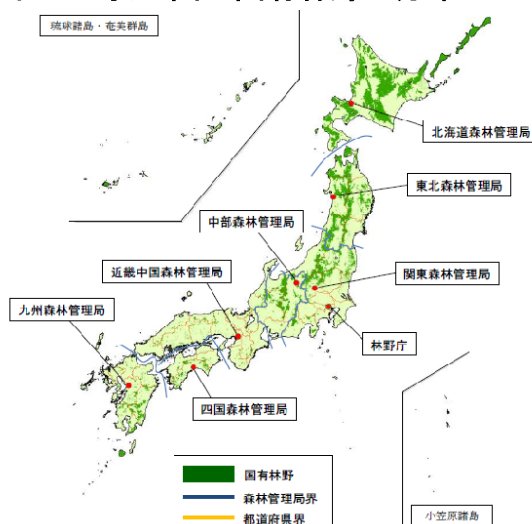 琉球諸島・奄美群島
北海道森林管理局
東北森林管理局
中部森林管理局
近畿中国森林管理局
関東森林管理局
九州森林管理局
林野庁
四国森林管理局
国有林野
森林管理局界
都道府県界
小笠原諸島